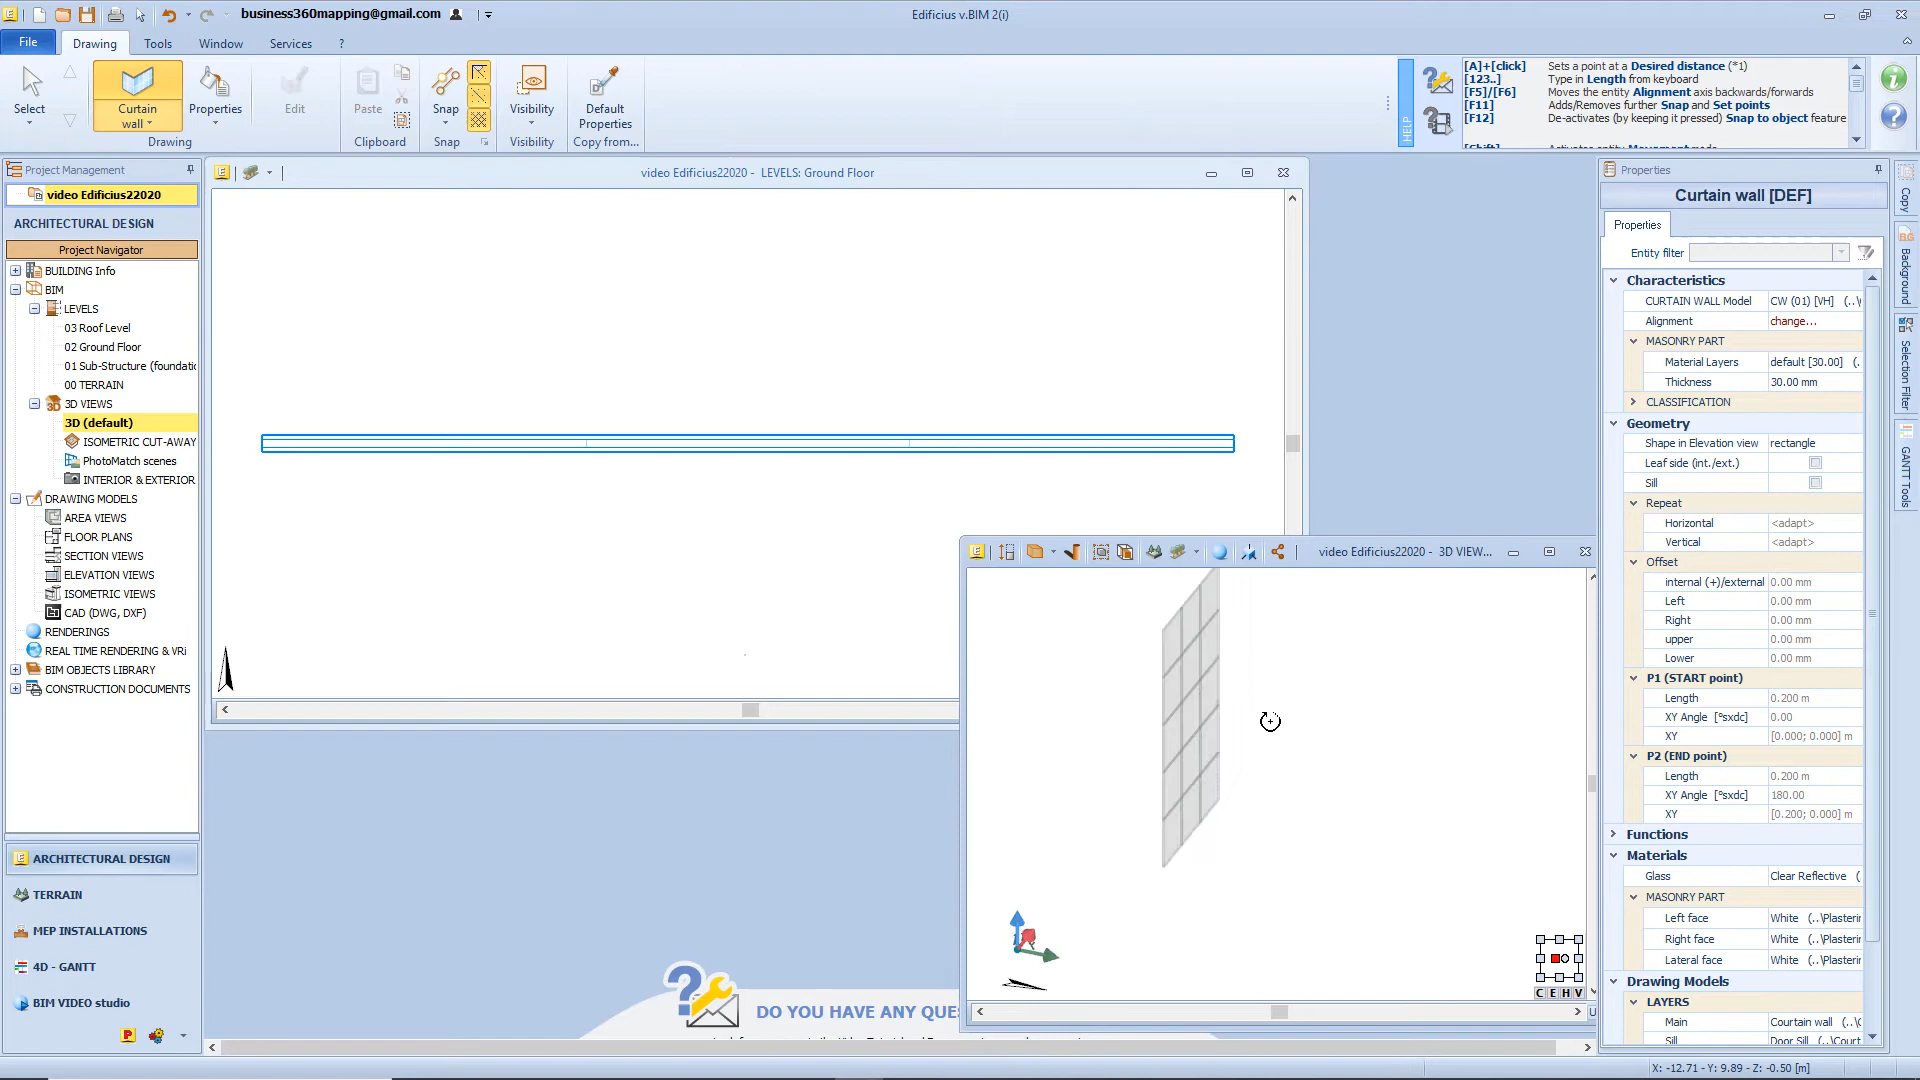 business360mapping@gmail.com
Edificius v.BIM 2(i)
File
Drawing
Tools
Window
Services
?
Select
Curtain
wall
Properties
Edit
Paste
Snap
Visibility
Default
Properties
Drawing
Clipboard
Snap
Visibility
Copy from...
HELP
[A]+[click] Sets a point at a Desired distance (*1)
[123..] Type in Length from keyboard
[F5]/[F6] Moves the entity Alignment axis backwards/forwards
[F11] Adds/Removes further Snap and Set points
[F12] De-activates (by keeping it pressed) Snap to object feature
Project Management
video Edificius22020
ARCHITECTURAL DESIGN
Project Navigator
BUILDING Info
BIM
LEVELS
03 Roof Level
02 Ground Floor
01 Sub-Structure (foundatio
00 TERRAIN
3D VIEWS
3D (default)
ISOMETRIC CUT-AWAY
PhotoMatch scenes
INTERIOR & EXTERIOR
DRAWING MODELS
AREA VIEWS
FLOOR PLANS
SECTION VIEWS
ELEVATION VIEWS
ISOMETRIC VIEWS
CAD (DWG, DXF)
RENDERINGS
REAL TIME RENDERING & VRi
BIM OBJECTS LIBRARY
CONSTRUCTION DOCUMENTS
ARCHITECTURAL DESIGN
TERRAIN
MEP INSTALLATIONS
4D - GANTT
BIM VIDEO studio
video Edificius22020 - LEVELS: Ground Floor
video Edificius22020 - 3D VIEW...
C E H V
DO YOU HAVE ANY QUE
Properties
Curtain wall [DEF]
Properties
Entity filter
Characteristics
CURTAIN WALL Model CW (01) [VH] (..\
Alignment change...
MASONRY PART
Material Layers default [30.00] (.
Thickness 30.00 mm
CLASSIFICATION
Geometry
Shape in Elevation view rectangle
Leaf side (int./ext.)
Sill
Repeat
Horizontal <adapt>
Vertical <adapt>
Offset
internal (+)/external 0.00 mm
Left 0.00 mm
Right 0.00 mm
upper 0.00 mm
Lower 0.00 mm
P1 (START point)
Length 0.200 m
XY Angle [°sxdc] 0.00
XY [0.000; 0.000] m
P2 (END point)
Length 0.200 m
XY Angle [°sxdc] 180.00
XY [0.200; 0.000] m
Functions
Materials
Glass Clear Reflective (
MASONRY PART
Left face White (..\Plasterin
Right face White (..\Plasterin
Lateral face White (..\Plasterin
Drawing Models
LAYERS
Main Courtain wall (..\C
Sill Door Sill (..\Court
Copy
Background
Selection Filter
GANTT Tools
X: -12.71 - Y: 9.89 - Z: -0.50 [m]